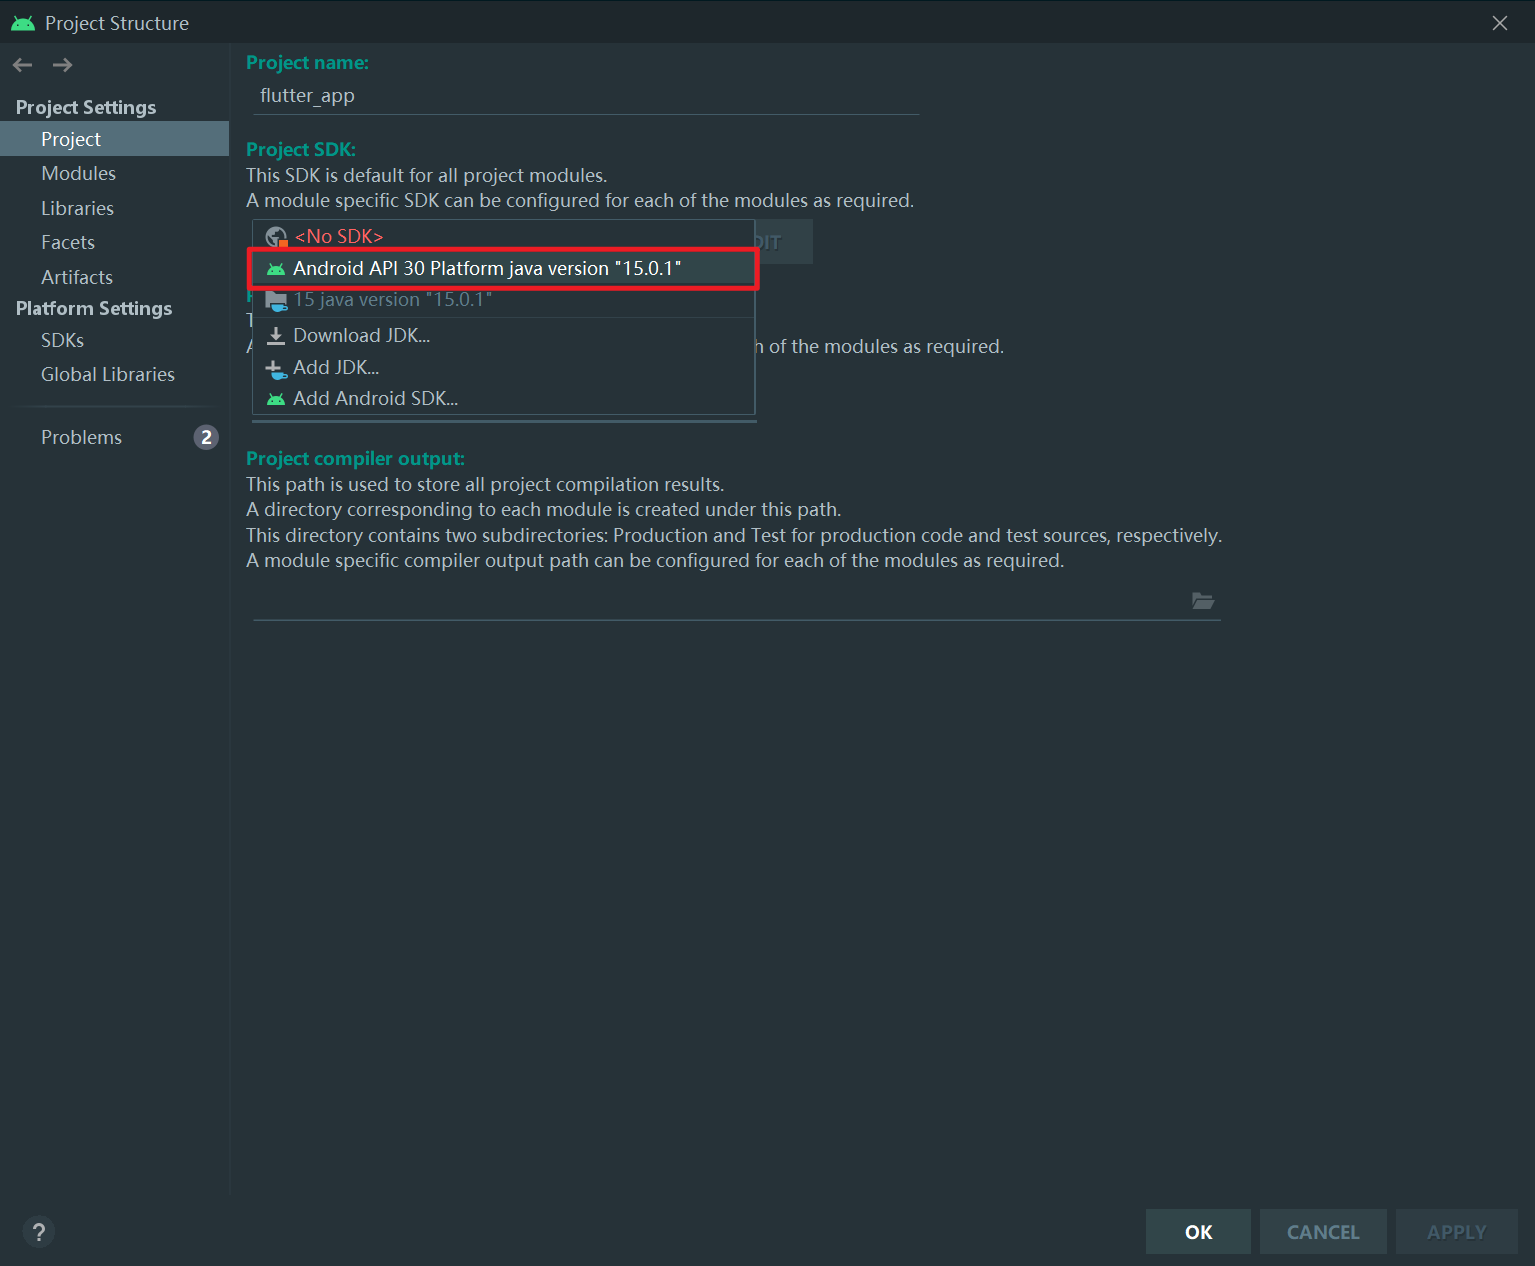 Project Structure
Project Settings
Project
Modules
Libraries
Facets
Artifacts
Platform Settings
SDKs
Global Libraries
Problems
2
Project name:
flutter_app
Project SDK:
This SDK is default for all project modules.
A module specific SDK can be configured for each of the modules as required.
<No SDK>
Android API 30 Platform java version "15.0.1"
15 java version "15.0.1"
Download JDK...
Add JDK...
Add Android SDK...
of the modules as required.
Project compiler output:
This path is used to store all project compilation results.
A directory corresponding to each module is created under this path.
This directory contains two subdirectories: Production and Test for production code and test sources, respectively.
A module specific compiler output path can be configured for each of the modules as required.
?
OK
CANCEL
APPLY